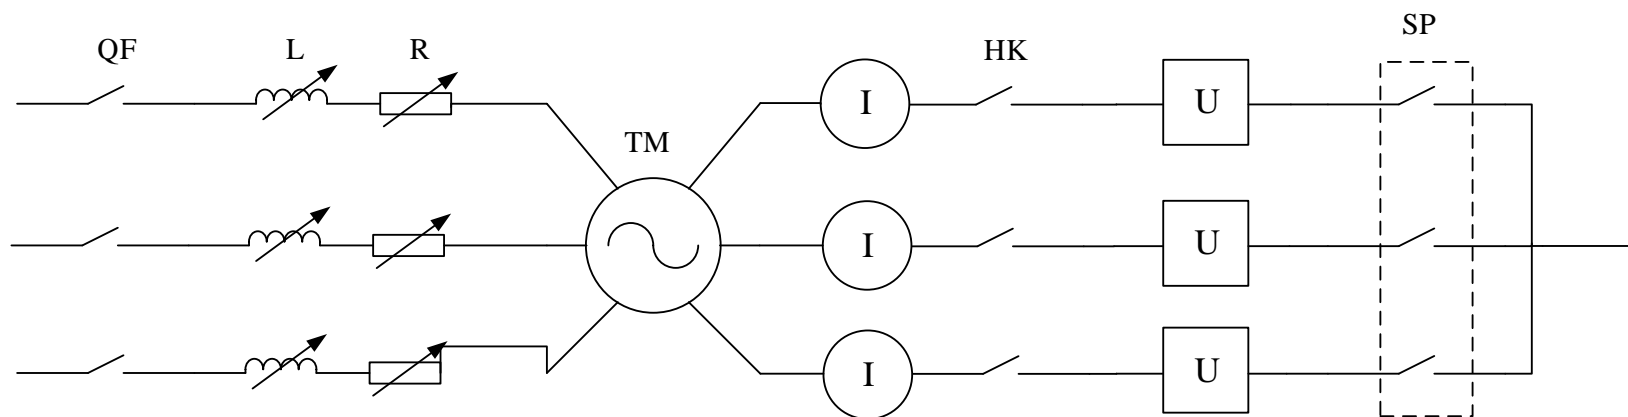 SP
QF L R HK
TM
I U
I U
I U